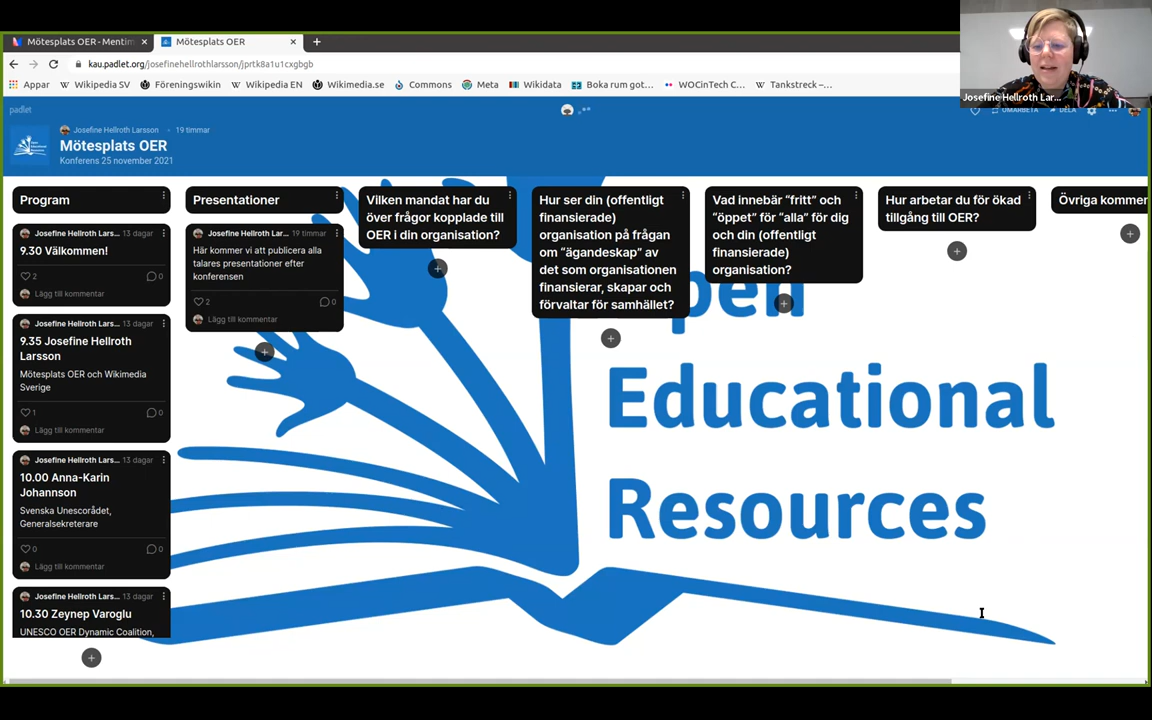 Mötesplats OER - Mentim
Mötesplats OER
kau.padlet.org/josefinehellrothlarsson/jprtk8a1u1cxgbgb
Appar
Wikipedia SV
Föreningswikin
Wikipedia EN
Wikimedia.se
Commons
Meta
Wikidata
Boka rum got...
WOCinTech C...
Tankstreck –...
Josefine Hellroth Lar...
padlet
OMARBETA
DELA
Josefine Hellroth Larsson
19 timmar
Mötesplats OER
Konferens 25 november 2021
Program
Josefine Hellroth Lars... 13 dagar
9.30 Välkommen!
2
0
Lägg till kommentar
Josefine Hellroth Lars... 13 dagar
9.35 Josefine Hellroth
Larsson
Mötesplats OER och Wikimedia
Sverige
1
0
Lägg till kommentar
Josefine Hellroth Lars... 13 dagar
10.00 Anna-Karin
Johannson
Svenska Unescorådet,
Generalsekreterare
0
0
Lägg till kommentar
Josefine Hellroth Lars... 13 dagar
10.30 Zeynep Varoglu
UNESCO OER Dynamic Coalition,
Presentationer
Josefine Hellroth Lars... 19 timmar
Här kommer vi att publicera alla
talares presentationer efter
konferensen
2
0
Lägg till kommentar
Vilken mandat har du
över frågor kopplade till
OER i din organisation?
Hur ser din (offentligt
finansierade)
organisation på frågan
om “ägandeskap” av
det som organisationen
finansierar, skapar och
förvaltar för samhället?
Vad innebär “fritt” och
“öppet” för “alla” för dig
och din (offentligt
finansierade)
organisation?
Hur arbetar du för ökad
tillgång till OER?
Övriga kommer
pen
Educational
Resources